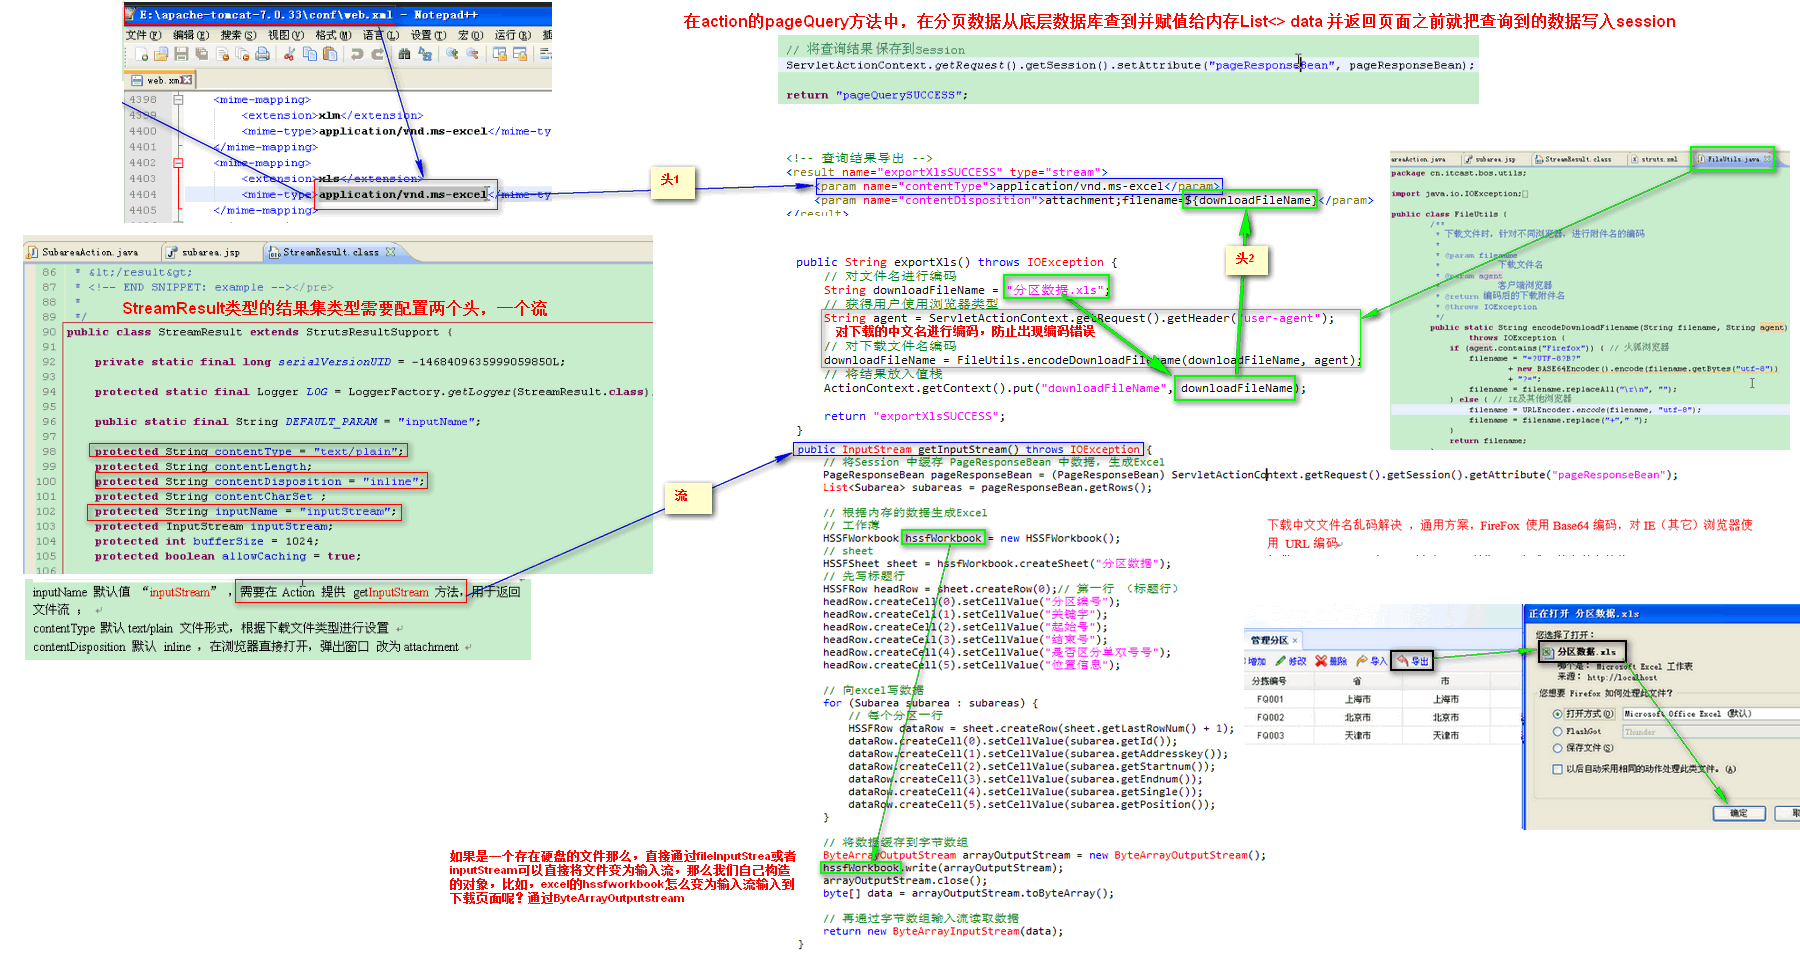 E:\apache-tomcat-7.0.33\conf\web.xml - Notepad++
文件(F) 编辑(E) 搜索(S) 视图(V) 格式(M) 语言(L) 设置(T) 宏(O) 运行(R)
web.xml
4398 <mime-mapping>
4399 <extension>xlm</extension>
4400 <mime-type>application/vnd.ms-excel</mime-ty
4401 </mime-mapping>
4402 <mime-mapping>
4403 <extension>xls</extension>
4404 <mime-type>application/vnd.ms-excel</mime-ty
4405 </mime-mapping>
在action的pageQuery方法中，在分页数据从底层数据库查到并赋值给内存List<> data 并返回页面之前就把查询到的数据写入session
// 将查询结果 保存到Session
ServletActionContext.getRequest().getSession().setAttribute("pageResponseBean", pageResponseBean);
return "pageQuerySUCCESS";
头1
<!-- 查询结果导出 -->
<result name="exportXlsSUCCESS" type="stream">
<param name="contentType">application/vnd.ms-excel</param>
<param name="contentDisposition">attachment;filename=${downloadFileName}</param>
</result>
头2
SubareaAction.java subarea.jsp StreamResult.class
86 * &lt;/result&gt;
87 * <!-- END SNIPPET: example --></pre>
88 *
StreamResult类型的结果集类型需要配置两个头，一个流
89 */
90 public class StreamResult extends StrutsResultSupport {
91
92 private static final long serialVersionUID = -1468409635999059850L;
93
94 protected static final Logger LOG = LoggerFactory.getLogger(StreamResult.class)
95
96 public static final String DEFAULT_PARAM = "inputName";
97
98 protected String contentType = "text/plain";
99 protected String contentLength;
100 protected String contentDisposition = "inline";
101 protected String contentCharSet ;
102 protected String inputName = "inputStream";
103 protected InputStream inputStream;
104 protected int bufferSize = 1024;
105 protected boolean allowCaching = true;
106
inputName 默认值 “inputStream” ，需要在 Action 提供 getInputStream 方法，用于返回
文件流 ；
contentType 默认 text/plain 文件形式，根据下载文件类型进行设置
contentDisposition 默认 inline ，在浏览器直接打开，弹出窗口 改为 attachment
流
public String exportXls() throws IOException {
// 对文件名进行编码
String downloadFileName = "分区数据.xls";
// 获得用户使用浏览器类型
String agent = ServletActionContext.getRequest().getHeader("user-agent");
对下载的中文名进行编码，防止出现编码错误
// 对下载文件名编码
downloadFileName = FileUtils.encodeDownloadFilename(downloadFileName, agent);
// 将结果放入值栈
ActionContext.getContext().put("downloadFileName", downloadFileName);
return "exportXlsSUCCESS";
}
public InputStream getInputStream() throws IOException {
// 将Session 中缓存 PageResponseBean 中数据，生成Excel
PageResponseBean pageResponseBean = (PageResponseBean) ServletActionContext.getRequest().getSession().getAttribute("pageResponseBean");
List<Subarea> subareas = pageResponseBean.getRows();
// 根据内存的数据生成Excel
// 工作薄
HSSFWorkbook hssfWorkbook = new HSSFWorkbook();
// sheet
HSSFSheet sheet = hssfWorkbook.createSheet("分区数据");
// 先写标题行
HSSFRow headRow = sheet.createRow(0);// 第一行 （标题行）
headRow.createCell(0).setCellValue("分区编号");
headRow.createCell(1).setCellValue("关键字");
headRow.createCell(2).setCellValue("起始号");
headRow.createCell(3).setCellValue("结束号");
headRow.createCell(4).setCellValue("是否区分单双号号");
headRow.createCell(5).setCellValue("位置信息");
// 向excel写数据
for (Subarea subarea : subareas) {
// 每个分区一行
HSSFRow dataRow = sheet.createRow(sheet.getLastRowNum() + 1);
dataRow.createCell(0).setCellValue(subarea.getId());
dataRow.createCell(1).setCellValue(subarea.getAddresskey());
dataRow.createCell(2).setCellValue(subarea.getStartnum());
dataRow.createCell(3).setCellValue(subarea.getEndnum());
dataRow.createCell(4).setCellValue(subarea.getSingle());
dataRow.createCell(5).setCellValue(subarea.getPosition());
}
// 将数据缓存到字节数组
ByteArrayOutputStream arrayOutputStream = new ByteArrayOutputStream();
hssfWorkbook.write(arrayOutputStream);
arrayOutputStream.close();
byte[] data = arrayOutputStream.toByteArray();
// 再通过字节数组输入流读取数据
return new ByteArrayInputStream(data);
}
如果是一个存在硬盘的文件那么，直接通过fileInputStrea或者
inputStream可以直接将文件变为输入流，那么我们自己构造
的对象，比如，excel的hssfworkbook怎么变为输入流输入到
下载页面呢？通过ByteArrayOutputstream
areaAction.java subarea.jsp StreamResult.class struts.xml FileUtils.java
package cn.itcast.bos.utils;
import java.io.IOException;
public class FileUtils {
/**
* 下载文件时，针对不同浏览器，进行附件名的编码
*
* @param filename
* 下载文件名
* @param agent
* 客户端浏览器
* @return 编码后的下载附件名
* @throws IOException
*/
public static String encodeDownloadFilename(String filename, String agent)
throws IOException {
if (agent.contains("Firefox")) { // 火狐浏览器
filename = "=?UTF-8?B?"
+ new BASE64Encoder().encode(filename.getBytes("utf-8"))
+ "?=";
filename = filename.replaceAll("\r\n", "");
} else { // IE及其他浏览器
filename = URLEncoder.encode(filename, "utf-8");
filename = filename.replace("+"," ");
}
return filename;
下载中文文件名乱码解决 ，通用方案，FireFox 使用 Base64 编码，对 IE（其它）浏览器使
用 URL 编码
管理分区 ×
增加 修改 删除 导入 导出
分拣编号 省 市
FQ001 上海市 上海市
FQ002 北京市 北京市
FQ003 天津市 天津市
正在打开 分区数据.xls
您选择了打开：
分区数据.xls
哪个是： Microsoft Excel 工作表
来源： http://localhost
您想要 Firefox 如何处理此文件？
打开方式(O) Microsoft Office Excel (默认)
FlashGot Thunder
保存文件(S)
以后自动采用相同的动作处理此类文件。(A)
确定 取